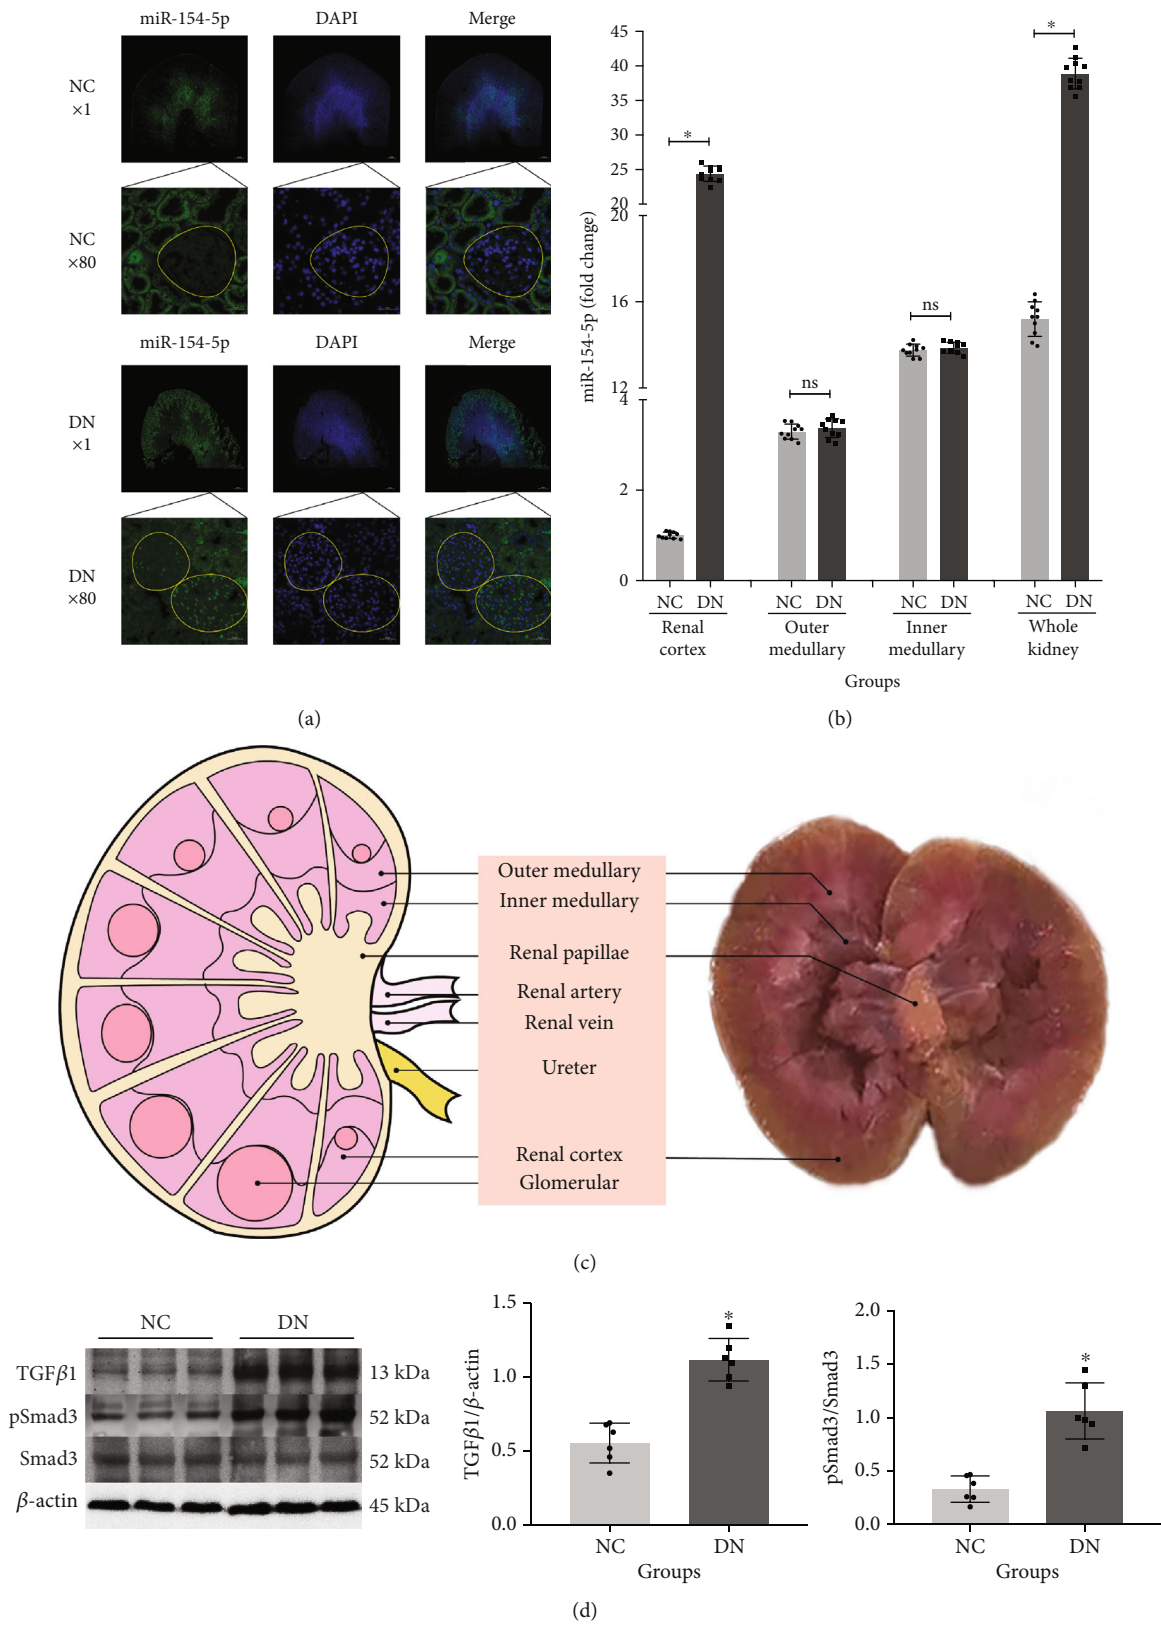 miR-154-5p DAPI Merge
NC
×1
NC
×80
miR-154-5p DAPI Merge
DN
×1
DN
×80
(a)
miR-154-5p (fold change)
45
40
35
30
25
20
20
16
12
4
2
0
*
ns
ns
*
NC DN NC DN NC DN NC DN
Renal cortex
Outer medullary
Inner medullary
Whole kidney
Groups
(b)
Outer medullary
Inner medullary
Renal papillae
Renal artery
Renal vein
Ureter
Renal cortex
Glomerular
(c)
NC DN
TGFβ1 13 kDa
pSmad3 52 kDa
Smad3 52 kDa
β-actin 45 kDa
TGFβ1/β-actin
1.5
1.0
0.5
0.0
*
NC DN
Groups
pSmad3/Smad3
2.0
1.5
1.0
0.5
0.0
*
NC DN
Groups
(d)